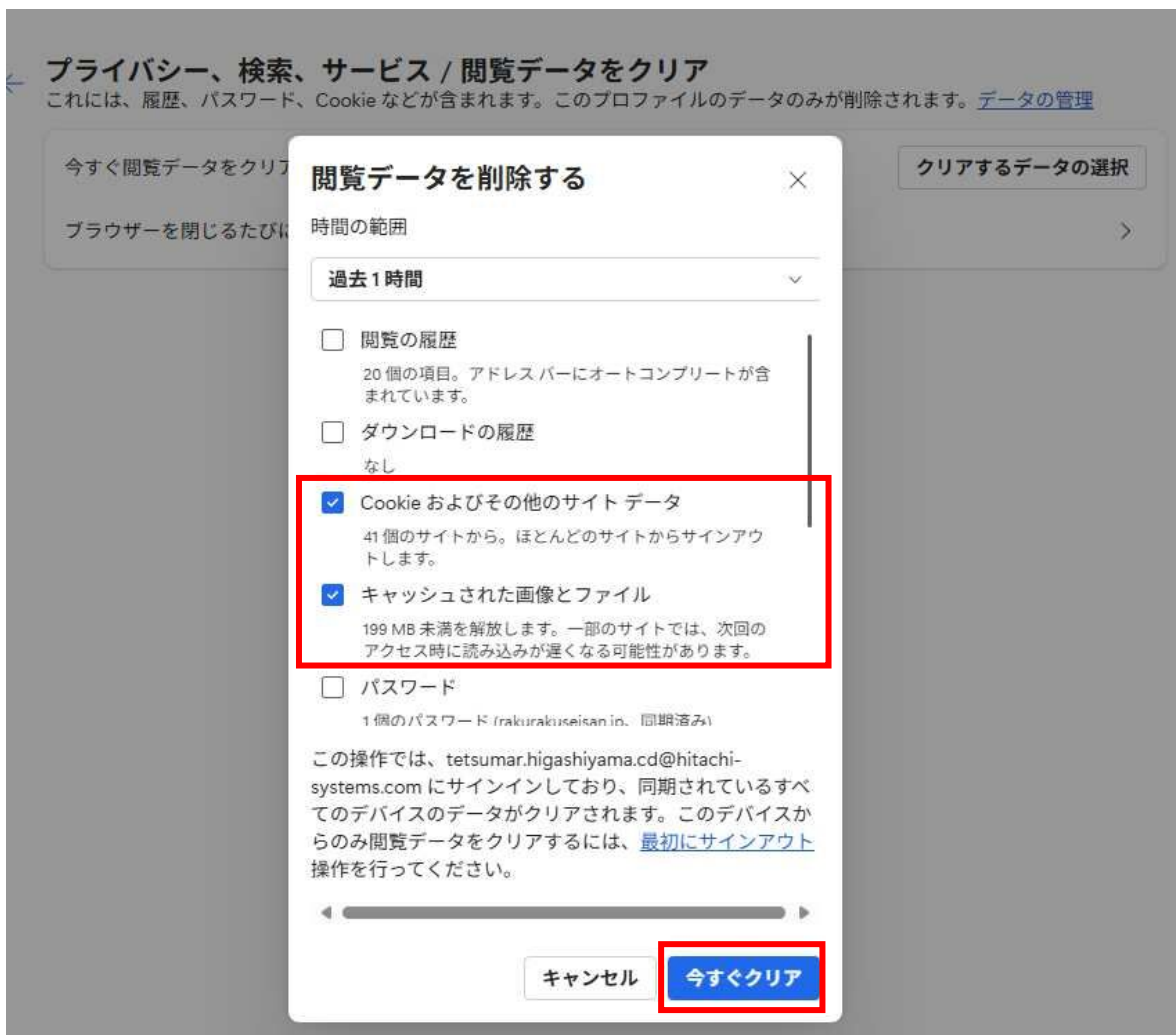 プライバシー、検索、サービス / 閲覧データをクリア
これには、履歴、パスワード、Cookie などが含まれます。このプロファイルのデータのみが削除されます。データの管理
今すぐ閲覧データをクリア
クリアするデータの選択
ブラウザーを閉じるたびに
閲覧データを削除する
時間の範囲
過去1時間
閲覧の履歴
20 個の項目。アドレス バーにオートコンプリートが含
まれています。
ダウンロードの履歴
なし
Cookie およびその他のサイト データ
41 個のサイトから。ほとんどのサイトからサインアウ
トします。
キャッシュされた画像とファイル
199 MB 未満を解放します。一部のサイトでは、次回の
アクセス時に読み込みが遅くなる可能性があります。
パスワード
1 個のパスワード (rakurakuseisan.jp、同期済み)
この操作では、tetsumar.higashiyama.cd@hitachi-
systems.com にサインインしており、同期されているすべ
てのデバイスのデータがクリアされます。このデバイスか
らのみ閲覧データをクリアするには、最初にサインアウト
操作を行ってください。
キャンセル
今すぐクリア